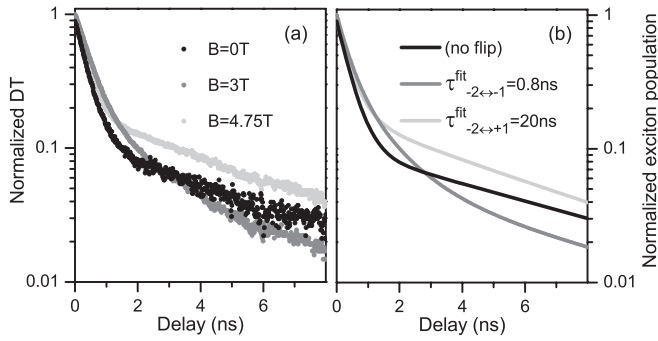 (a)
B=0T
B=3T
B=4.75T
Normalized DT
1
0.1
0.01
0 2 4 6
Delay (ns)
(b)
(no flip)
τ^fit_-2↔-1=0.8ns
τ^fit_-2↔+1=20ns
Normalized exciton population
1
0.1
0.01
0 2 4 6
Delay (ns)